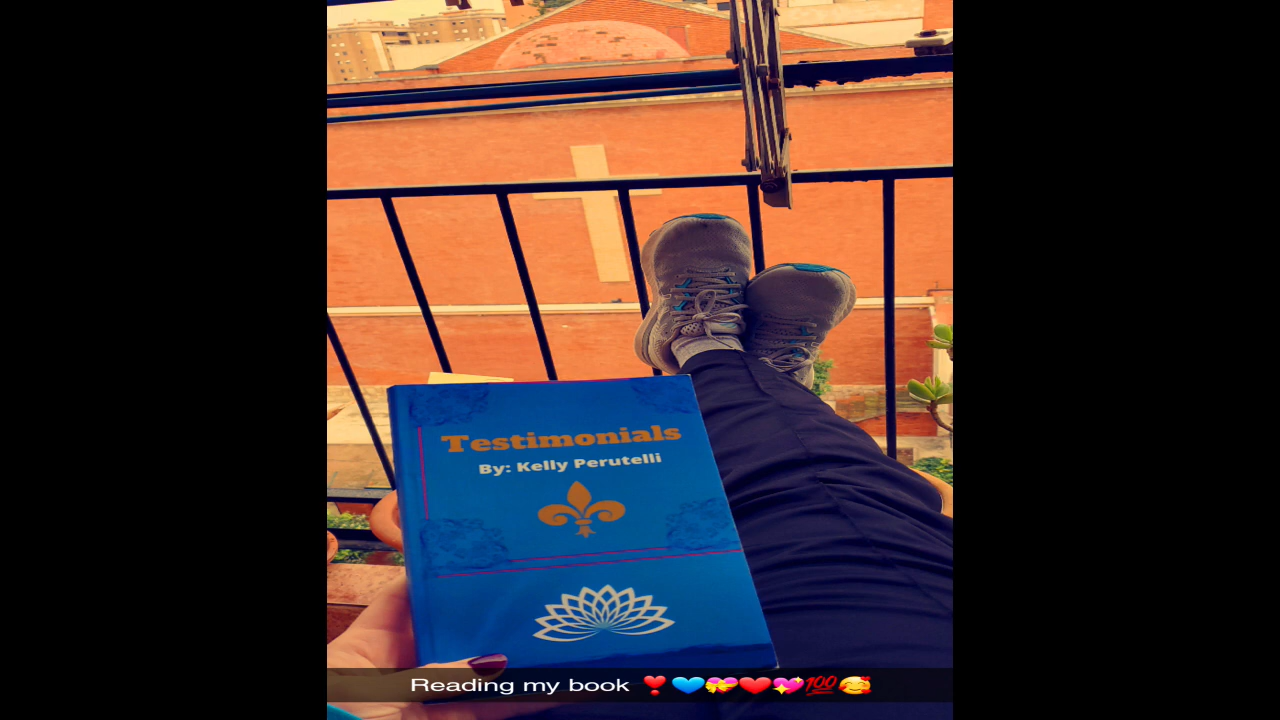 Testimonials
By: Kelly Perutelli
Reading my book ❣️💙💝❤️💖💯🥰